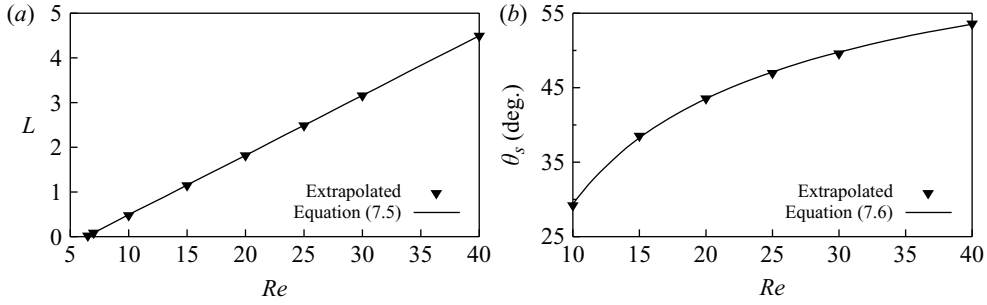 (a)
5
4
3
2
1
0
L
Extrapolated
Equation (7.5)
5 10 15 20 25 30 35 40
Re
(b)
55
45
35
25
θs (deg.)
Extrapolated
Equation (7.6)
10 15 20 25 30 35 40
Re